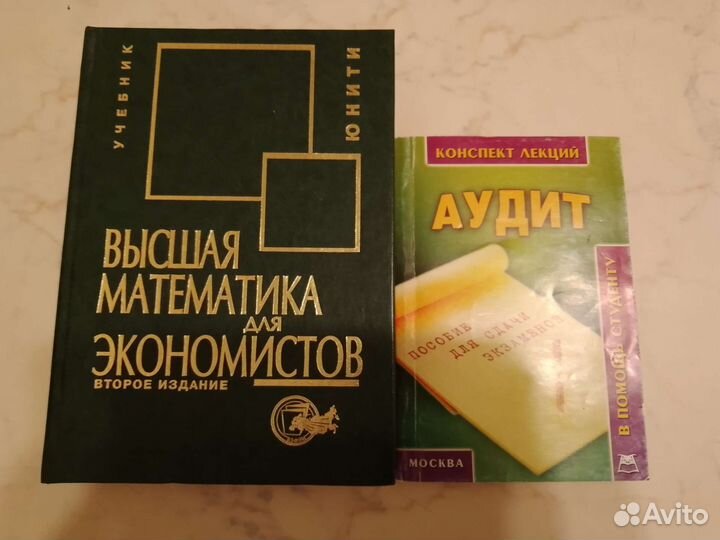 УЧЕБНИК
ЮНИТИ
ВЫСШАЯ
МАТЕМАТИКА
ДЛЯ
ЭКОНОМИСТОВ
ВТОРОЕ ИЗДАНИЕ
КОНСПЕКТ ЛЕКЦИЙ
АУДИТ
ПОСОБИЕ
ДЛЯ СДАЧИ
ЭКЗАМЕНОВ
В ПОМОЩЬ СТУДЕНТУ
МОСКВА
Avito